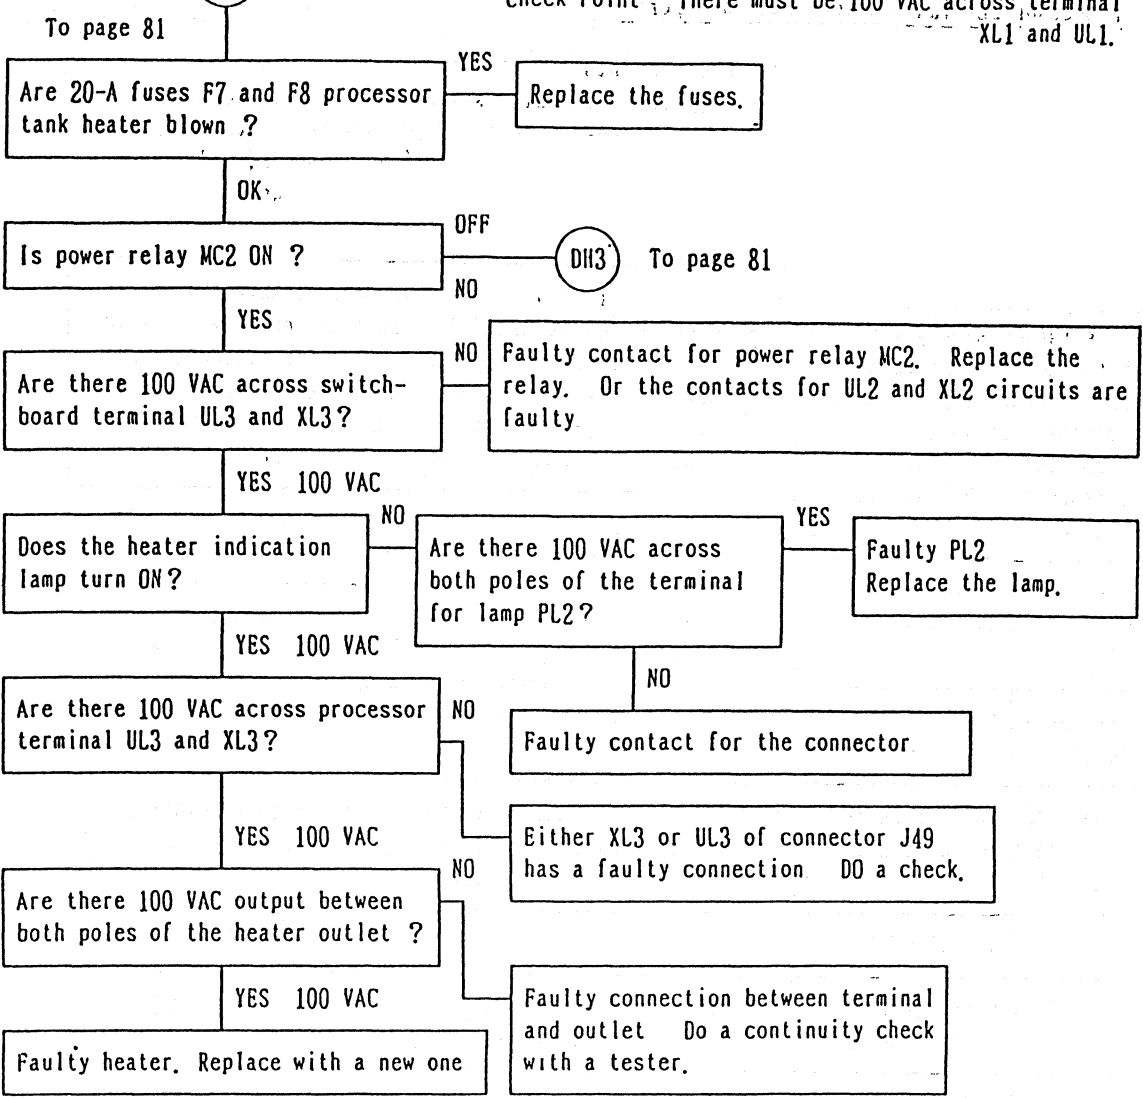 Check Point : There must be 100 VAC across terminal
XL1 and UL1.
To page 81
Are 20-A fuses F7 and F8 processor
tank heater blown ?
YES
Replace the fuses.
OK
Is power relay MC2 ON ?
OFF
NO
DH3
To page 81
YES
Are there 100 VAC across switch-
board terminal UL3 and XL3?
NO
Faulty contact for power relay MC2. Replace the
relay. Or the contacts for UL2 and XL2 circuits are
faulty
YES 100 VAC
Does the heater indication
lamp turn ON?
NO
Are there 100 VAC across
both poles of the terminal
for lamp PL2?
YES
Faulty PL2
Replace the lamp.
YES 100 VAC
NO
Faulty contact for the connector
Are there 100 VAC across processor
terminal UL3 and XL3?
NO
Either XL3 or UL3 of connector J49
has a faulty connection DO a check.
YES 100 VAC
Are there 100 VAC output between
both poles of the heater outlet ?
NO
Faulty connection between terminal
and outlet Do a continuity check
with a tester.
YES 100 VAC
Faulty heater. Replace with a new one